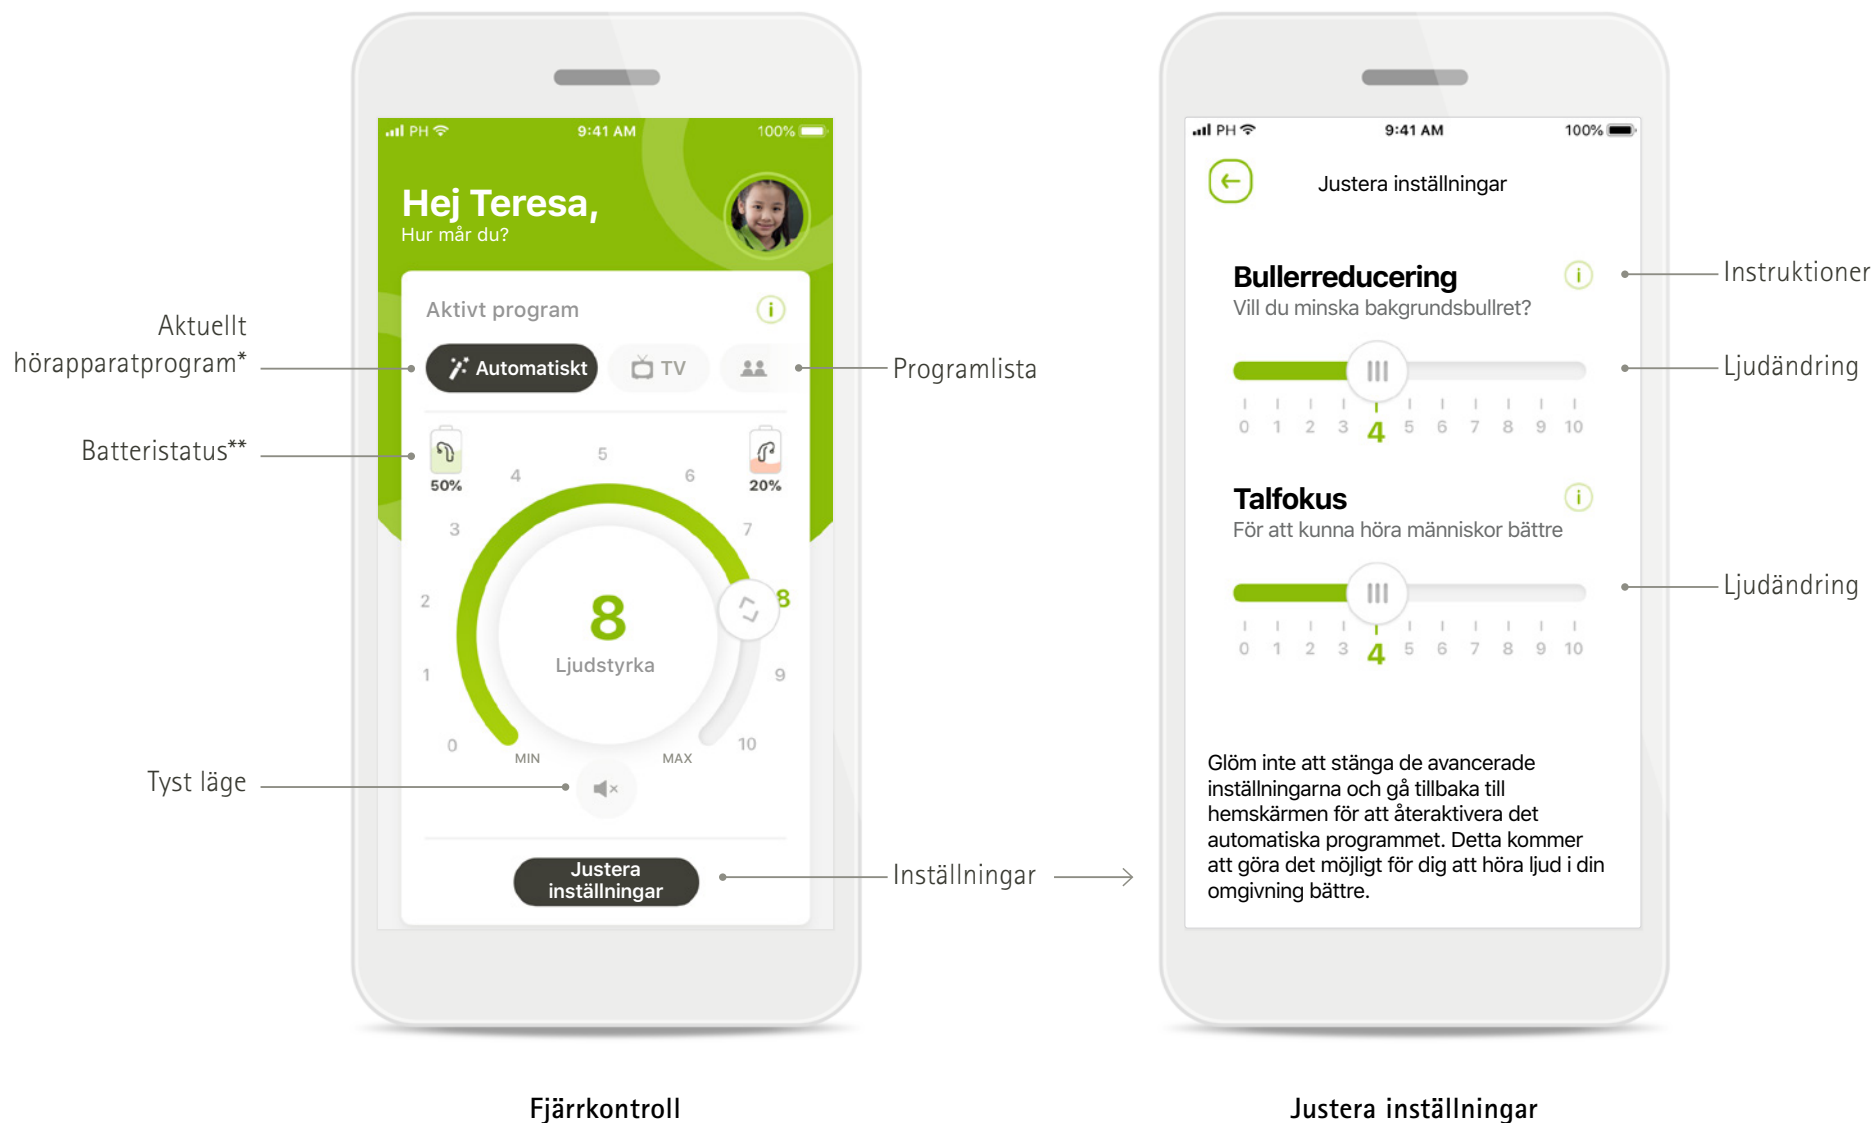 PH
9:41 AM
100%
Hej Teresa,
Hur mår du?
Aktivt program
Automatiskt
TV
50%
20%
0
1
2
3
4
5
6
7
8
9
10
8
Ljudstyrka
MIN
MAX
Justera
inställningar
Aktuellt
hörapparatprogram*
Batteristatus**
Tyst läge
Programlista
Inställningar
Fjärrkontroll
PH
9:41 AM
100%
Justera inställningar
Bullerreducering
Vill du minska bakgrundsbullret?
0 1 2 3 4 5 6 7 8 9 10
Talfokus
För att kunna höra människor bättre
0 1 2 3 4 5 6 7 8 9 10
Glöm inte att stänga de avancerade
inställningarna och gå tillbaka till
hemskärmen för att återaktivera det
automatiska programmet. Detta kommer
att göra det möjligt för dig att höra ljud i din
omgivning bättre.
Instruktioner
Ljudändring
Ljudändring
Justera inställningar